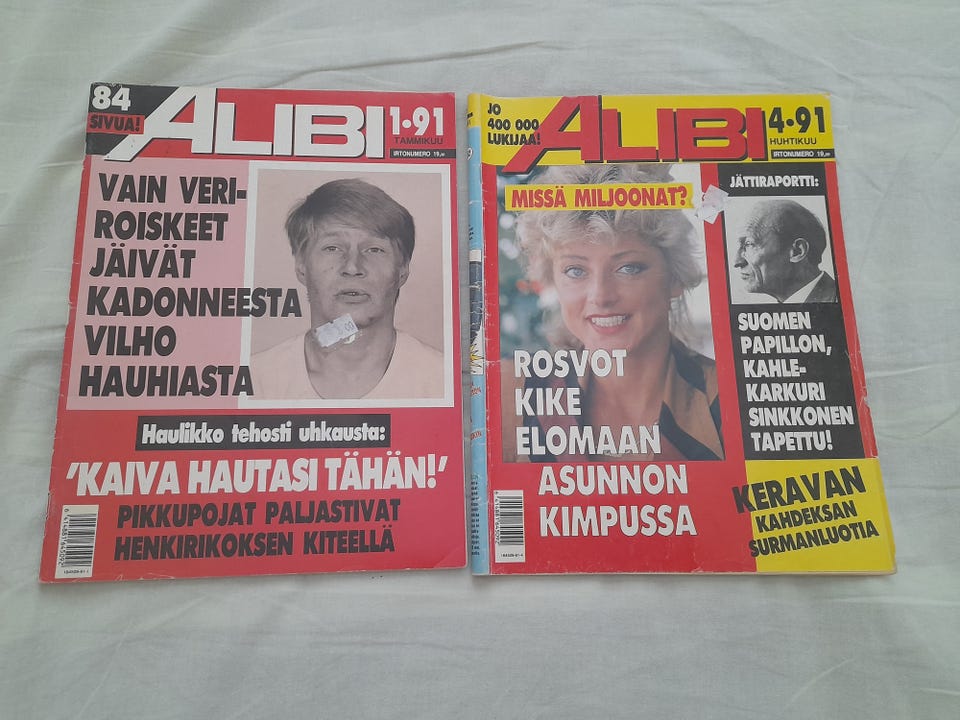 84
SIVUA!
ALIBI
1•91
TAMMIKUU
IRTONUMERO 19,-
VAIN VERI-
ROISKEET
JÄIVÄT
KADONNEESTA
VILHO
HAUHIASTA
Haulikko tehosti uhkausta:
'KAIVA HAUTASI TÄHÄN!'
PIKKUPOJAT PALJASTIVAT
HENKIRIKOKSEN KITEELLÄ
JO
400 000
LUKIJAA!
ALIBI
4•91
HUHTIKUU
IRTONUMERO 19,-
MISSÄ MILJOONAT?
ROSVOT
KIKE
ELOMAAN
ASUNNON
KIMPUSSA
JÄTTIRAPORTTI:
SUOMEN
PAPILLON,
KAHLE-
KARKURI
SINKKONEN
TAPETTU!
KERAVAN
KAHDEKSAN
SURMANLUOTIA